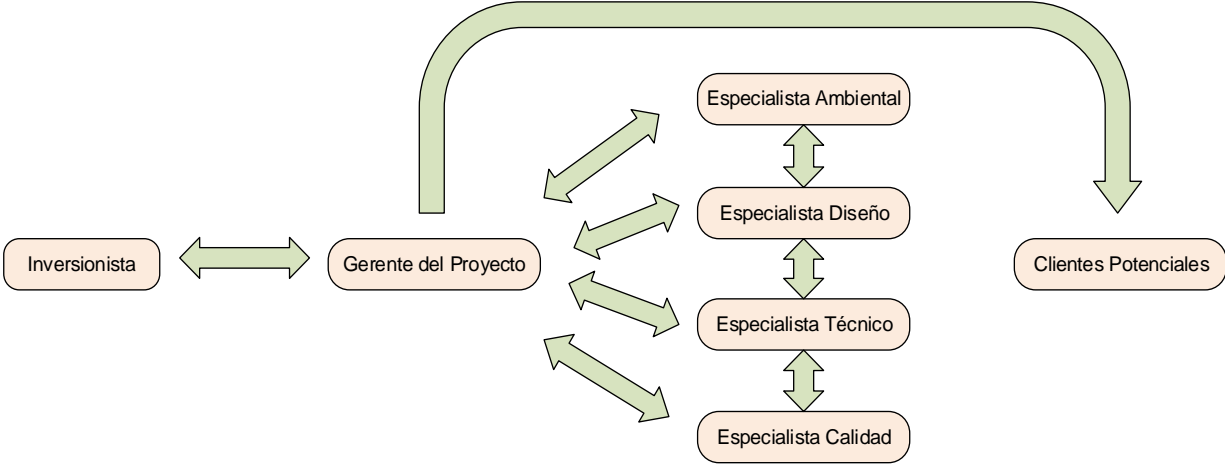 Especialista Ambiental
Especialista Diseño
Inversionista
Gerente del Proyecto
Clientes Potenciales
Especialista Técnico
Especialista Calidad